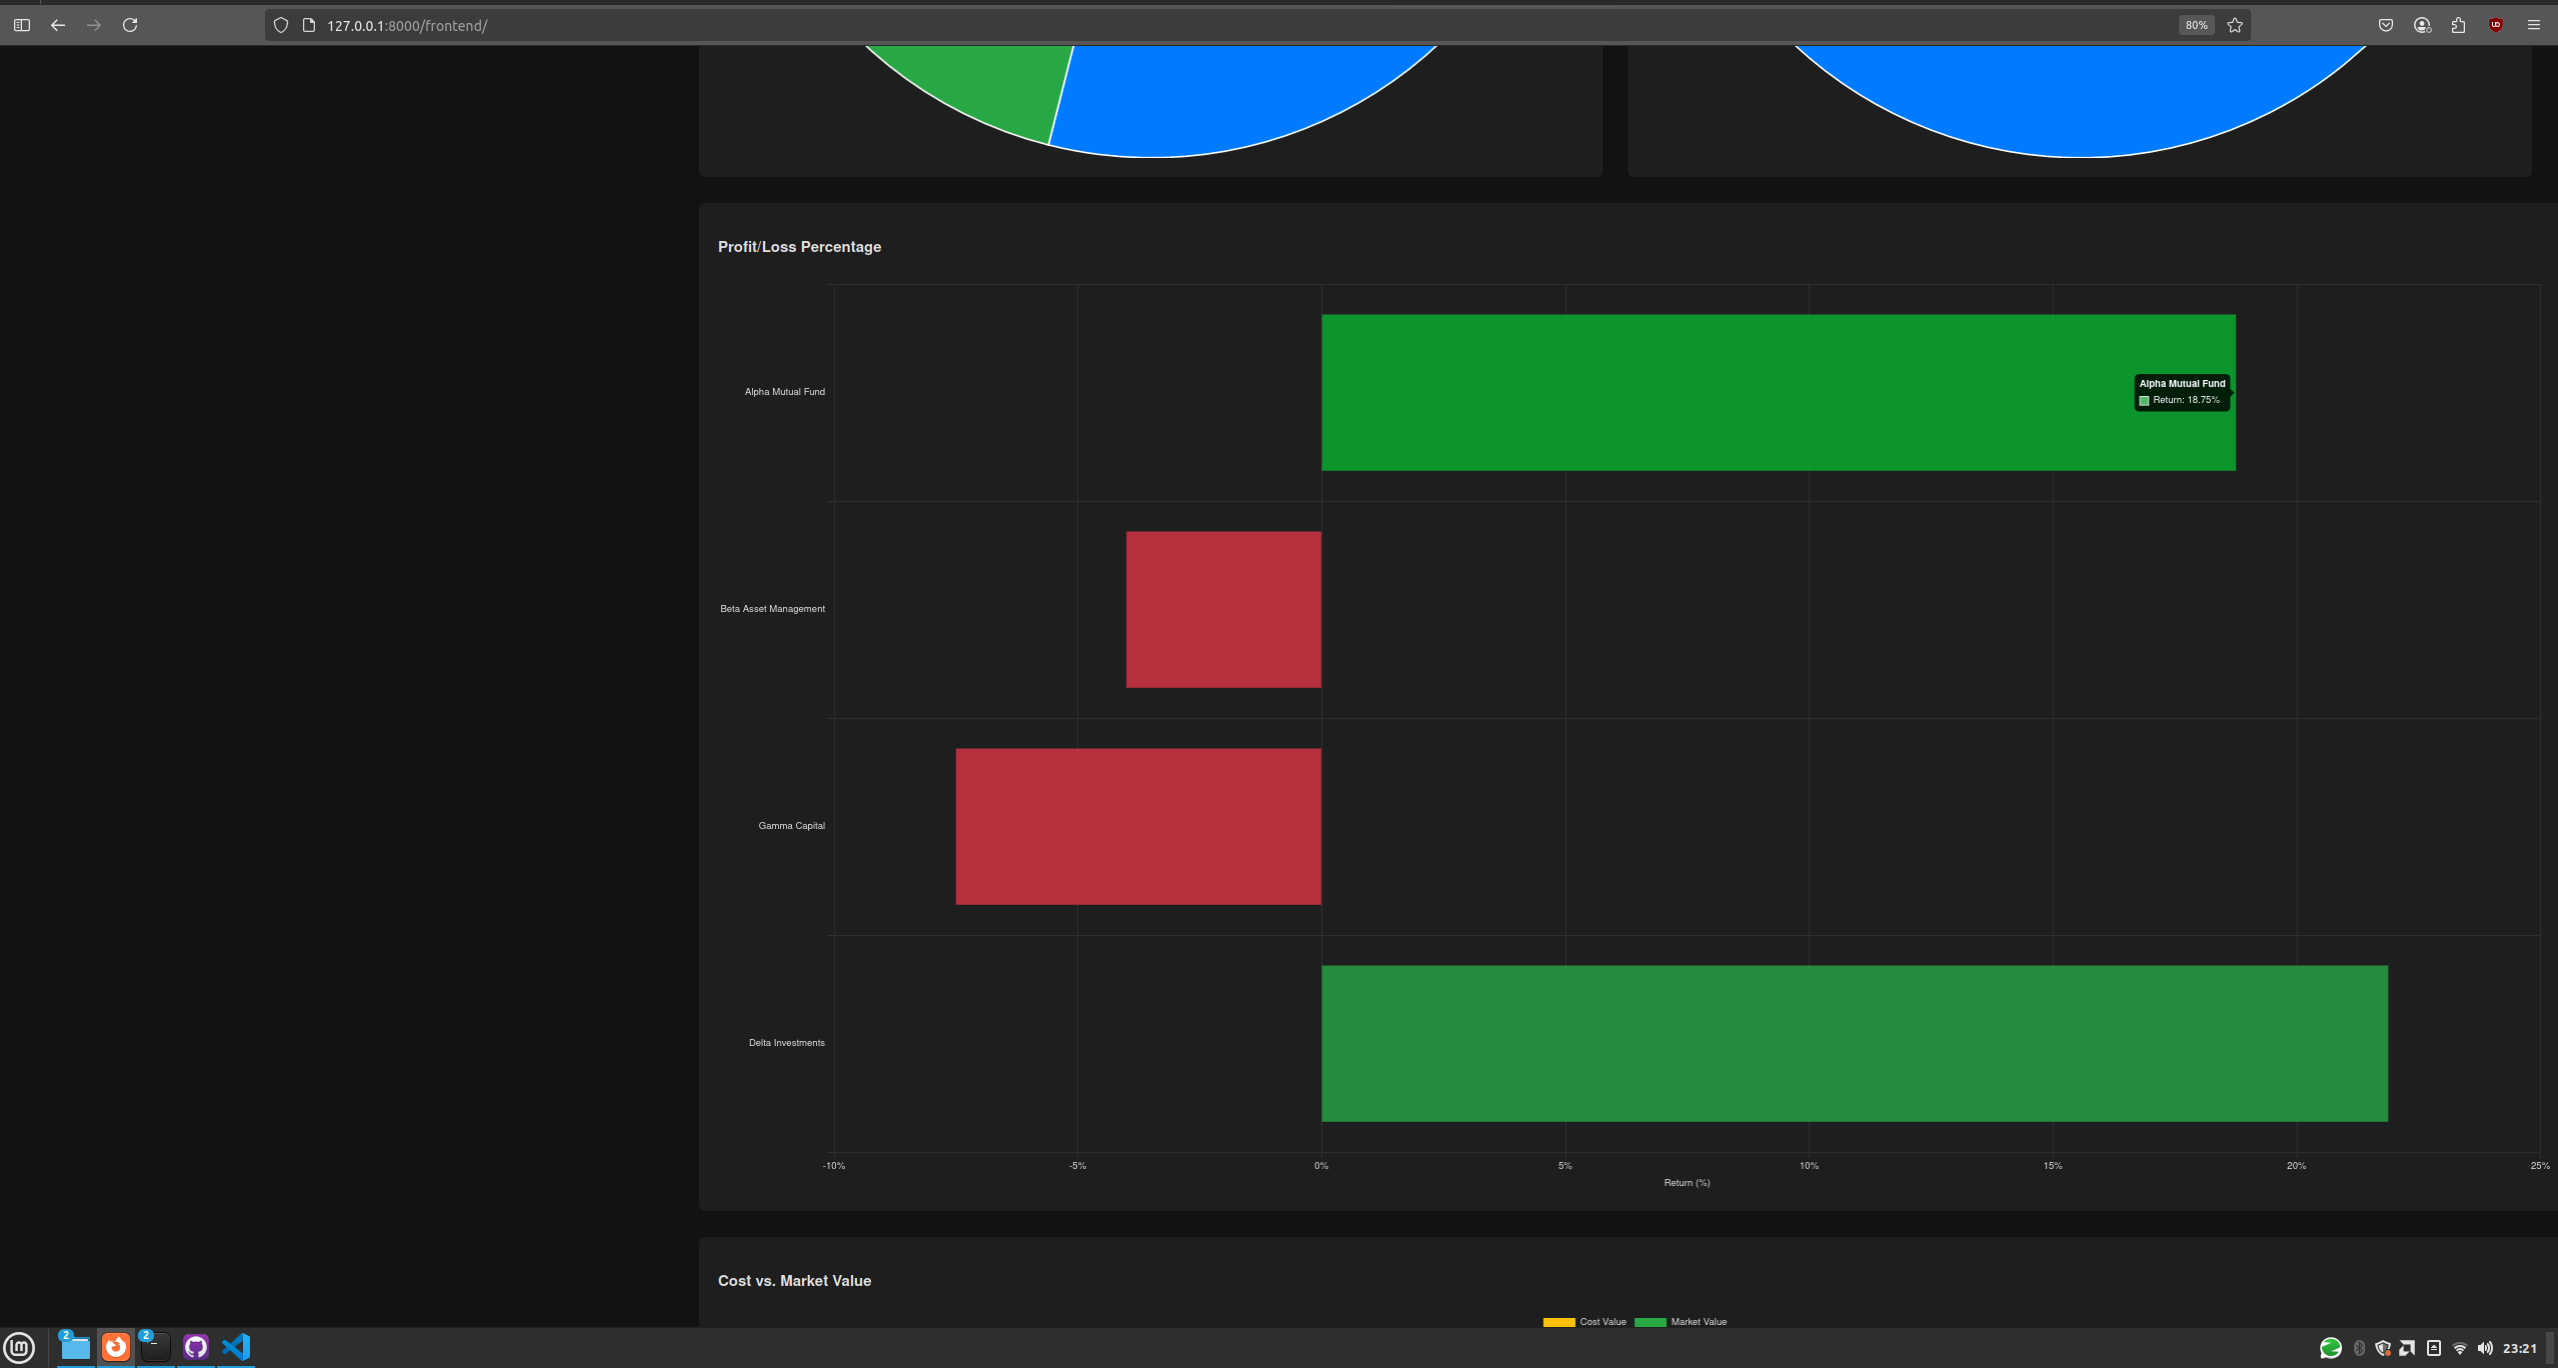 127.0.0.1:8000/frontend/
80%
Profit/Loss Percentage
Alpha Mutual Fund
Alpha Mutual Fund
Return: 18.75%
Beta Asset Management
Gamma Capital
Delta Investments
-10% -5% 0% 5% 10% 15% 20% 25%
Return (%)
Cost vs. Market Value
Cost Value Market Value
2 2 23:21